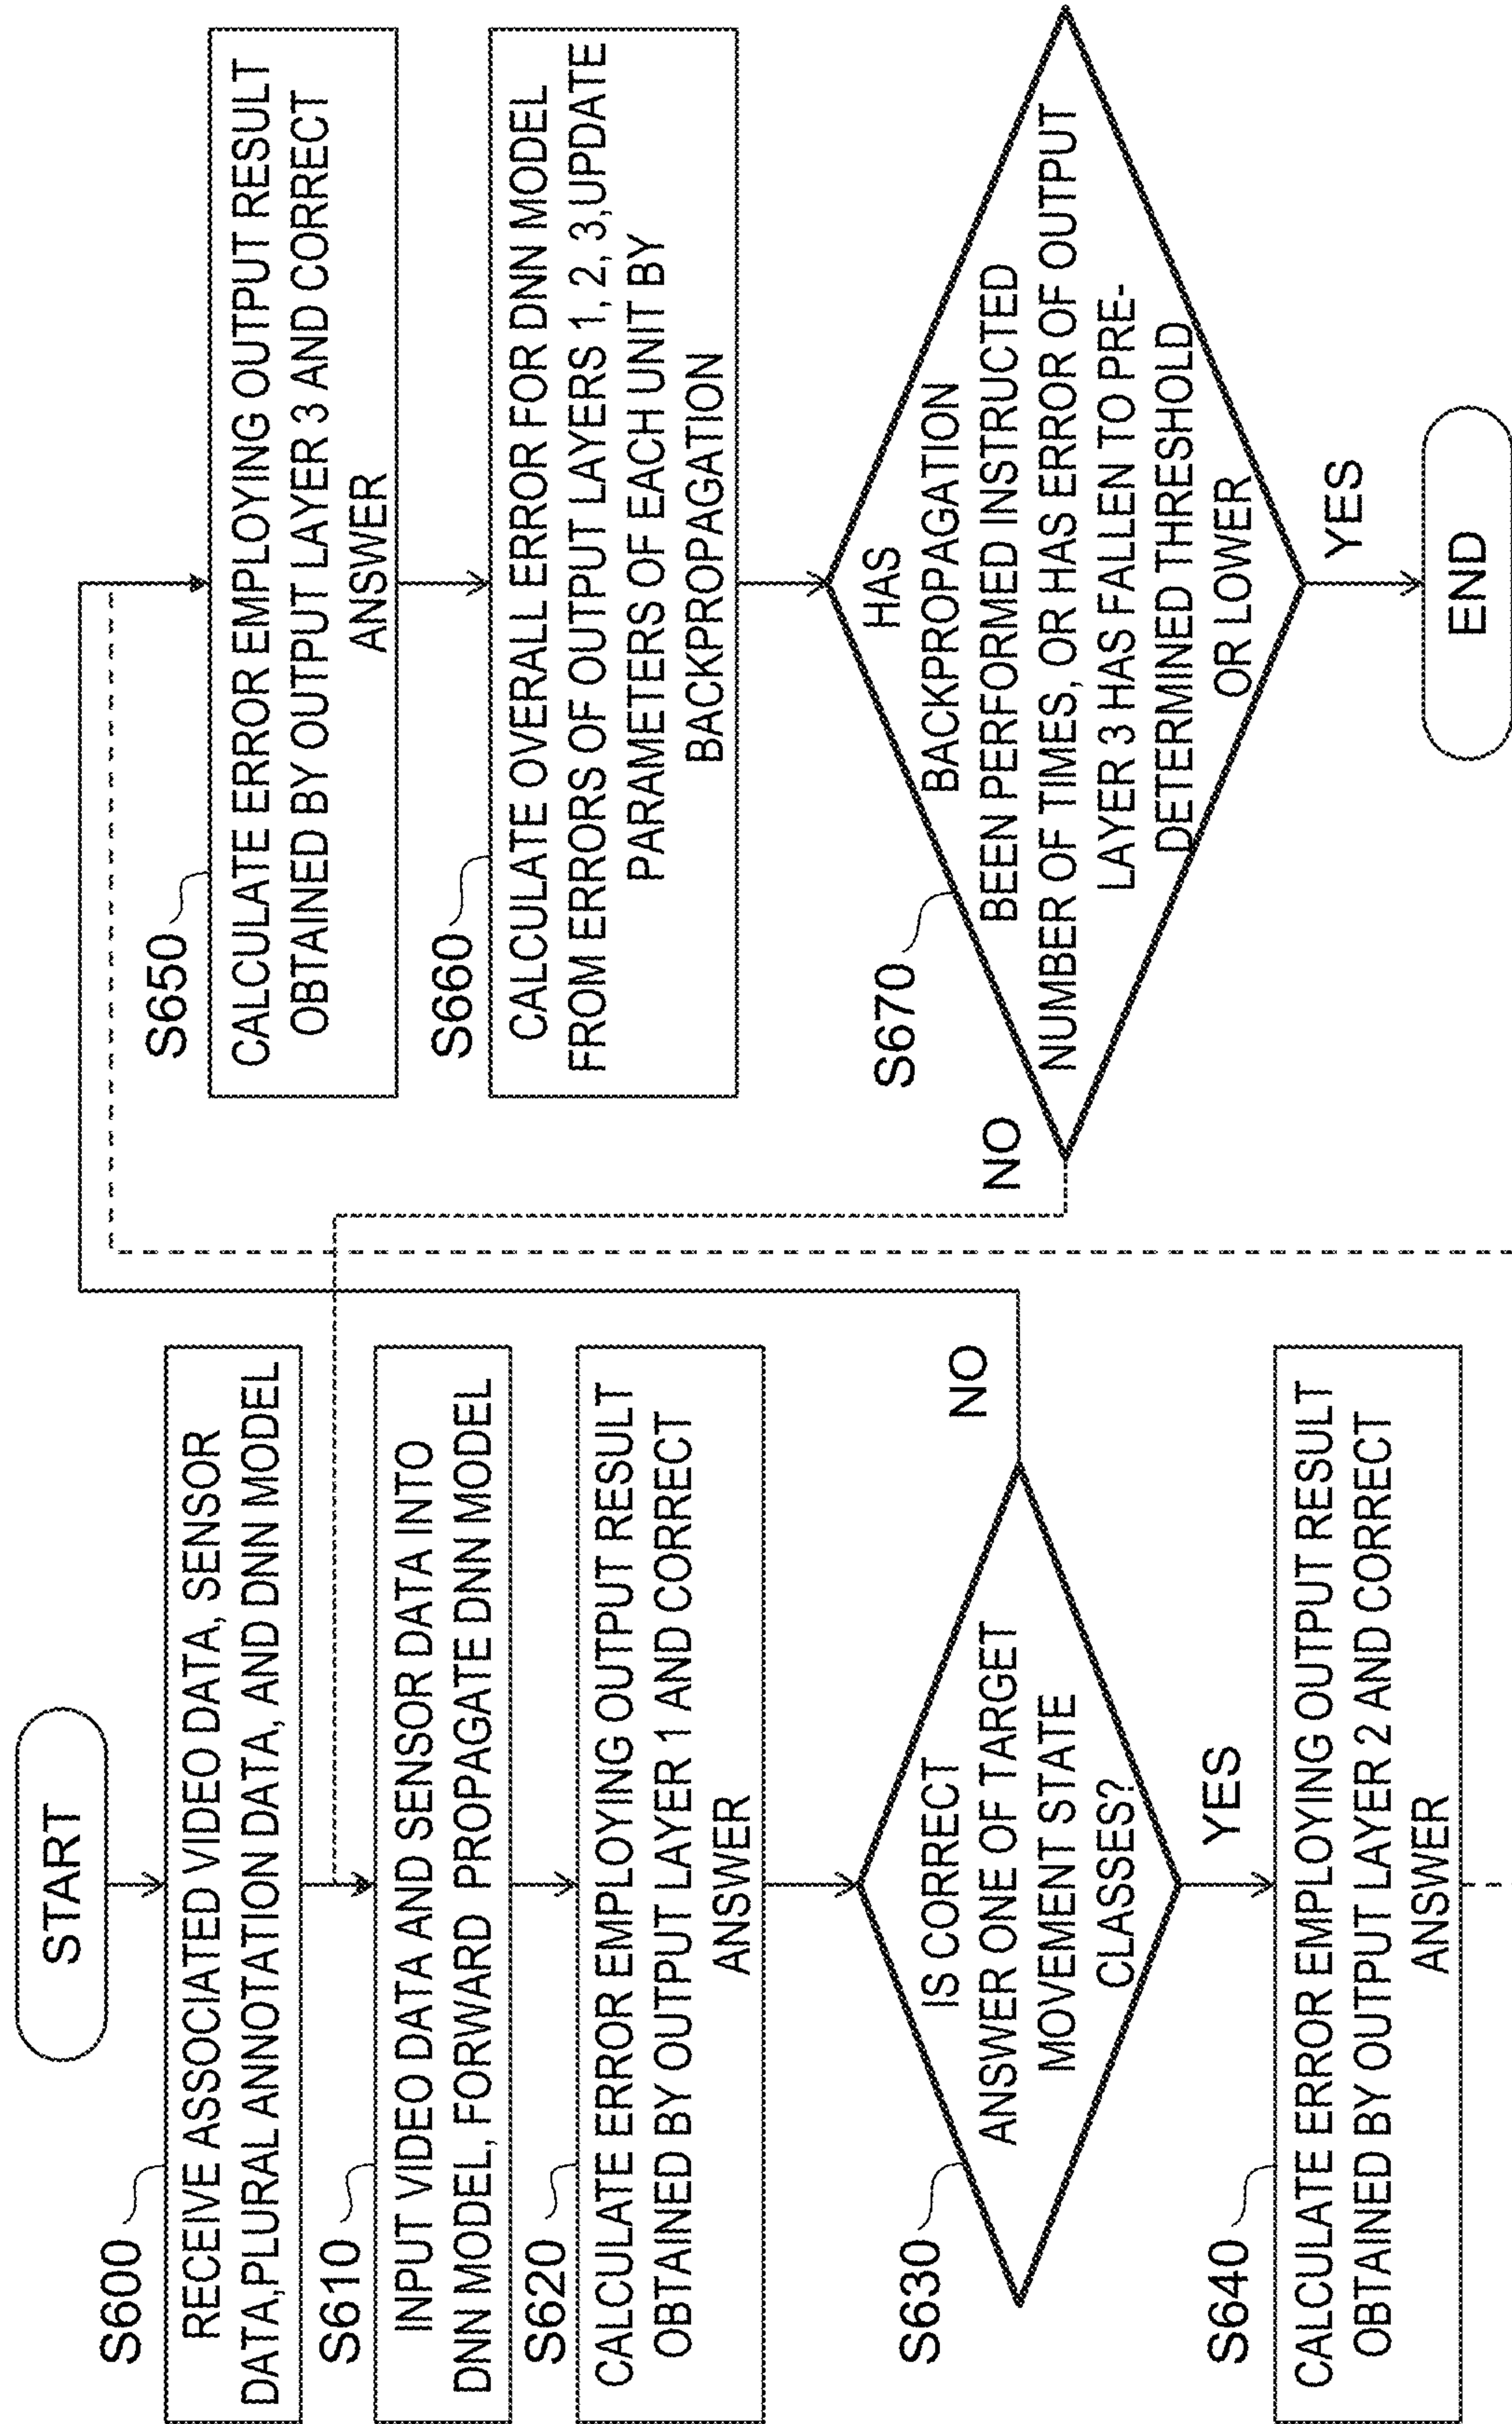 START
S600
RECEIVE ASSOCIATED VIDEO DATA, SENSOR
DATA,PLURAL ANNOTATION DATA, AND DNN MODEL
S610
INPUT VIDEO DATA AND SENSOR DATA INTO
DNN MODEL, FORWARD PROPAGATE DNN MODEL
S620
CALCULATE ERROR EMPLOYING OUTPUT RESULT
OBTAINED BY OUTPUT LAYER 1 AND CORRECT
ANSWER
S630
IS CORRECT
ANSWER ONE OF TARGET
MOVEMENT STATE
CLASSES?
NO
YES
S640
CALCULATE ERROR EMPLOYING OUTPUT RESULT
OBTAINED BY OUTPUT LAYER 2 AND CORRECT
ANSWER
S650
CALCULATE ERROR EMPLOYING OUTPUT RESULT
OBTAINED BY OUTPUT LAYER 3 AND CORRECT
ANSWER
S660
CALCULATE OVERALL ERROR FOR DNN MODEL
FROM ERRORS OF OUTPUT LAYERS 1, 2, 3,UPDATE
PARAMETERS OF EACH UNIT BY
BACKPROPAGATION
S670
HAS
BACKPROPAGATION
BEEN PERFORMED INSTRUCTED
NUMBER OF TIMES, OR HAS ERROR OF OUTPUT
LAYER 3 HAS FALLEN TO PRE-
DETERMINED THRESHOLD
OR LOWER
NO
YES
END